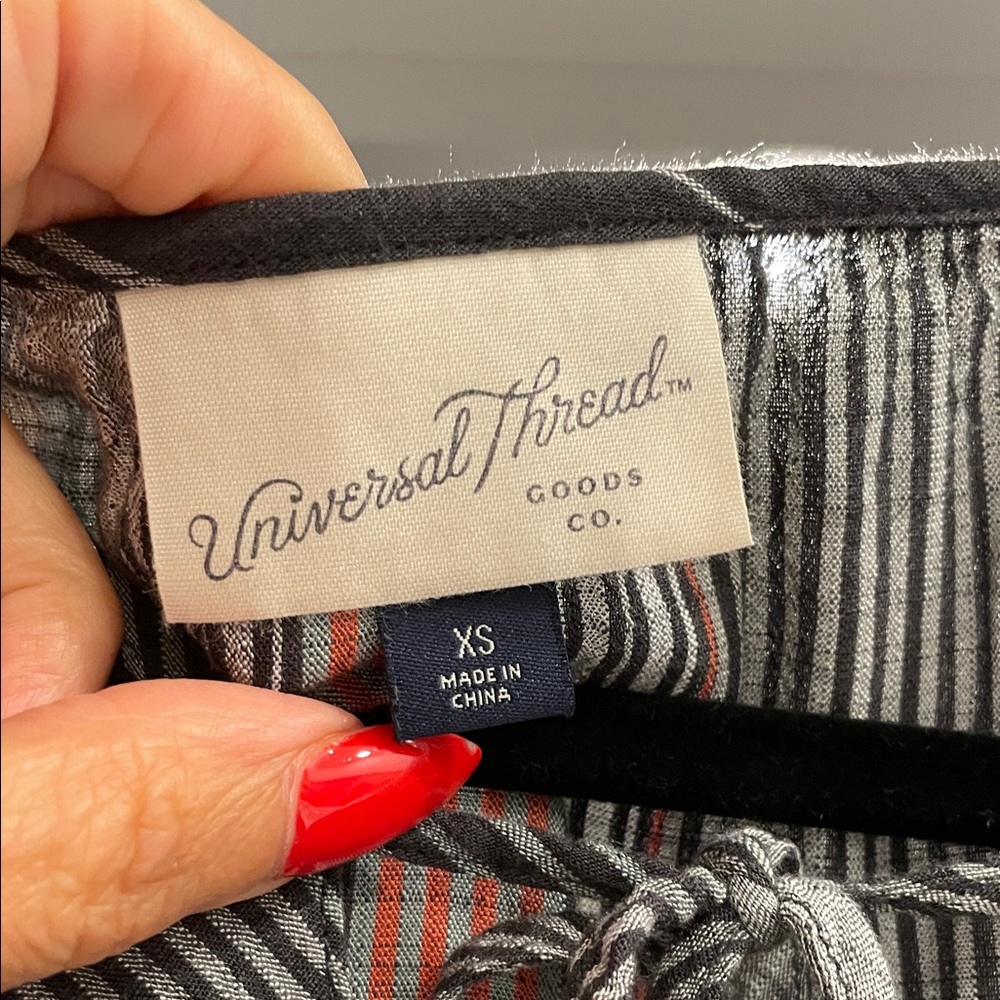 Universal Thread™
GOODS
CO.
XS
MADE IN
CHINA